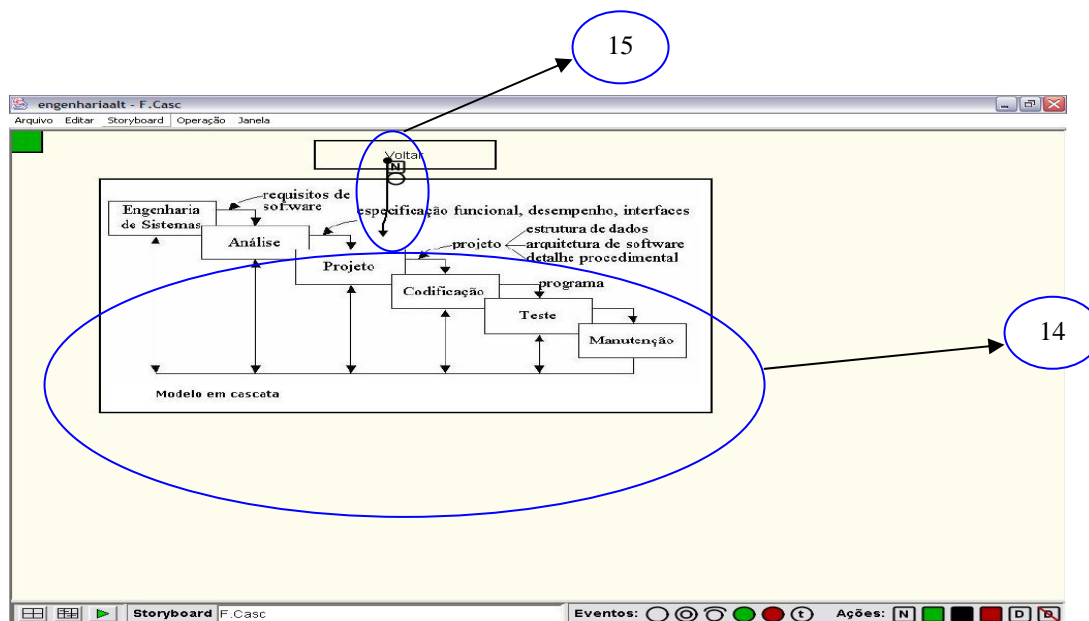 15
engenhariaalt - F.Casc
Arquivo Editar Storyboard Operação Janela
Voltar
N
requisitos de
software
Engenharia
de Sistemas
especificação funcional, desempenho, interfaces
Análise
estrutura de dados
projeto
arquitetura de software
detalhe procedimental
Projeto
Codificação
programa
Teste
Manutenção
14
Modelo em cascata
Storyboard F.Casc
Eventos: t Ações: N D D